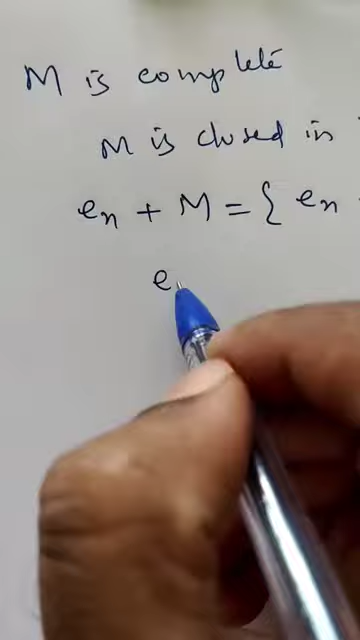 M is complete
M is closed in
eₙ + M = { eₙ
e